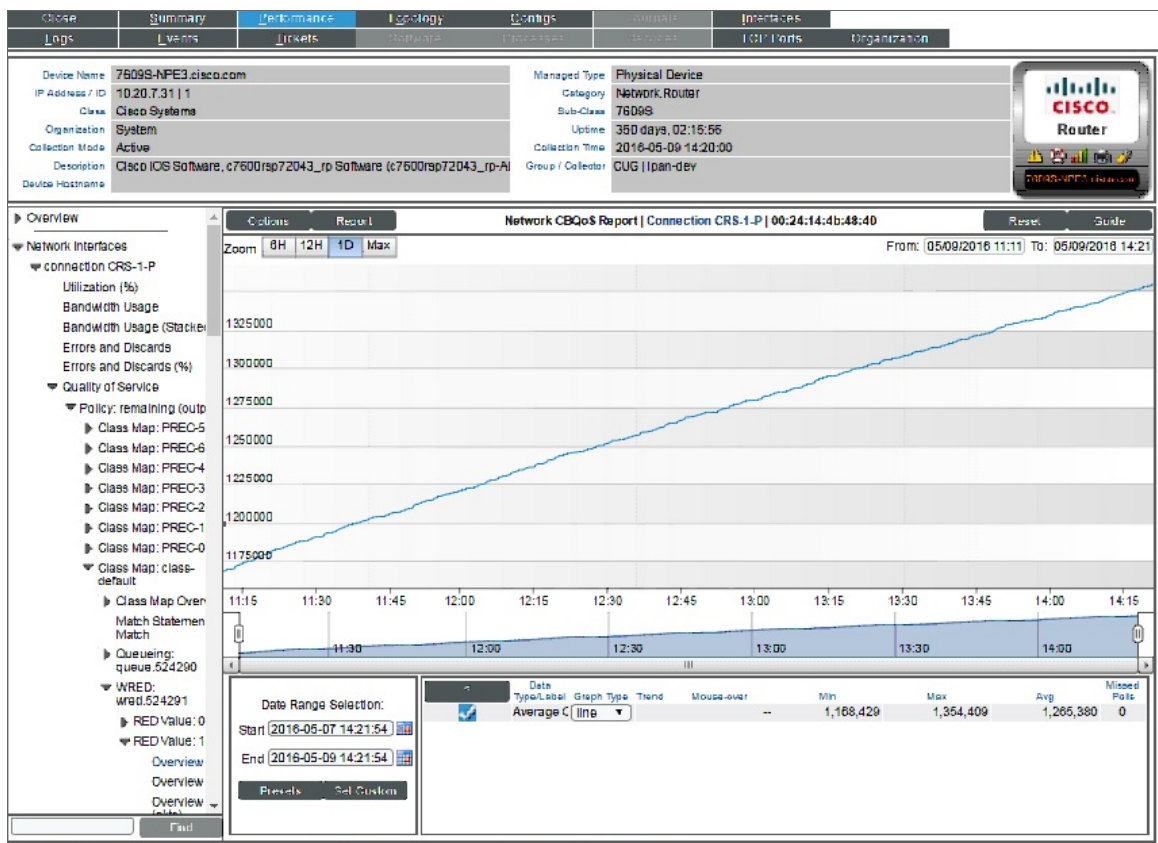 Close Summary Performance Topology Configs Journals Interfaces
Logs Events Tickets Software Processes Services TCP Ports Organization
Device Name 7609S-NPE3.cisco.com
IP Address / ID 10.20.7.31 | 1
Class Cisco Systems
Organization System
Collection Mode Active
Description Cisco IOS Software, c7600rsp72043_rp Software (c7600rsp72043_rp-A
Device Hostname
Managed Type Physical Device
Category Network.Router
Sub-Class 7609S
Uptime 350 days, 02:15:56
Collection Time 2016-05-09 14:20:00
Group / Collector CUG |
CISCO
Router
7609S-NPE3.cisco.com
Overview
Network Interfaces
connection CRS-1-P
Utilization (%)
Bandwidth Usage
Bandwidth Usage (Stacke
Errors and Discards
Errors and Discards (%)
Quality of Service
Policy: remaining (outp
Class Map: PREC-5
Class Map: PREC-6
Class Map: PREC-4
Class Map: PREC-3
Class Map: PREC-2
Class Map: PREC-1
Class Map: PREC-0
Class Map: class-
default
Class Map Over
Match Statemen
Match
Queueing:
queue.524290
WRED:
wred.524291
RED Value: 0
RED Value: 1
Overview
Overview
Overview
Find
Options Report Network CBQoS Report | Connection CRS-1-P | 00:24:14:4b:48:40 Reset Guide
Zoom 6H 12H 1D Max From: 05/09/2016 11:11 To: 05/09/2016 14:21
1325000
1300000
1275000
1250000
1225000
1200000
1175000
11:15 11:30 11:45 12:00 12:15 12:30 12:45 13:00 13:15 13:30 13:45 14:00 14:15
11:30 12:00 12:30 13:00 13:30 14:00
Date Range Selection:
Start 2016-05-07 14:21:54
End 2016-05-09 14:21:54
Presets Set Custom
Data
Type/Label Graph Type Trend Mouse-over Min Max Avg Missed
Polls
Average C line -- 1,168,429 1,354,409 1,265,380 0